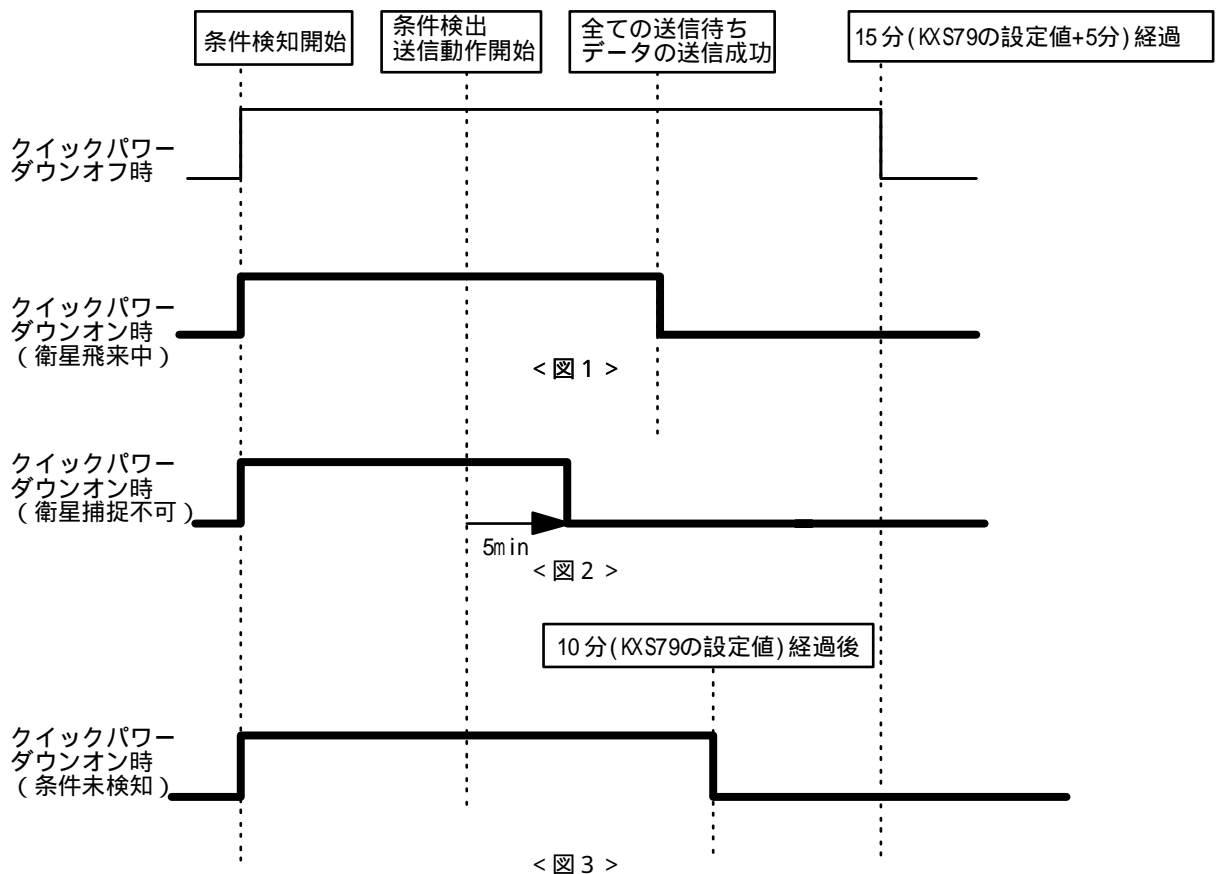 条件検知開始
条件検出
送信動作開始
全ての送信待ち
データの送信成功
15分(KXS79の設定値+5分)経過
クイックパワー
ダウンオフ時
クイックパワー
ダウンオン時
(衛星飛来中)
<図1>
クイックパワー
ダウンオン時
(衛星捕捉不可)
5min
<図2>
10分(KXS79の設定値)経過後
クイックパワー
ダウンオン時
(条件未検知)
<図3>